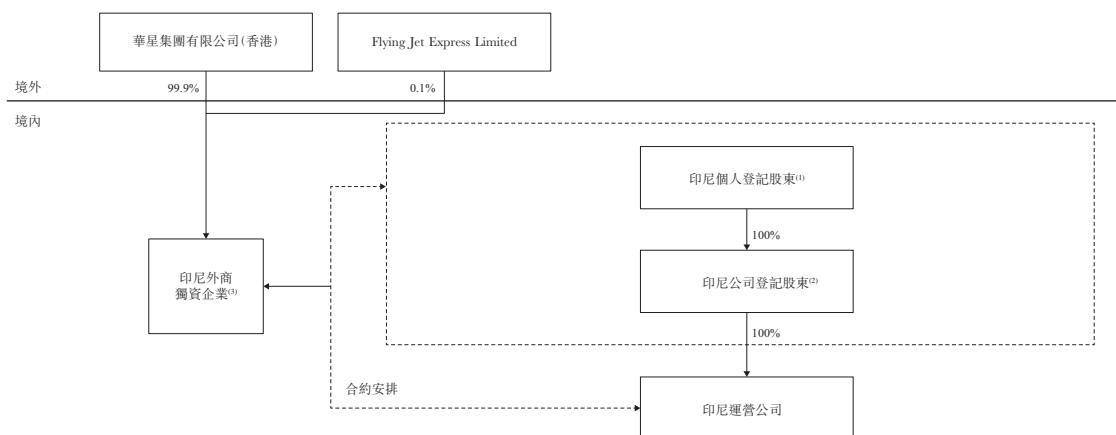 華星集團有限公司(香港)
Flying Jet Express Limited
境外
99.9%
0.1%
境內
印尼個人登記股東(1)
100%
印尼外商
獨資企業(3)
印尼公司登記股東(2)
100%
合約安排
印尼運營公司